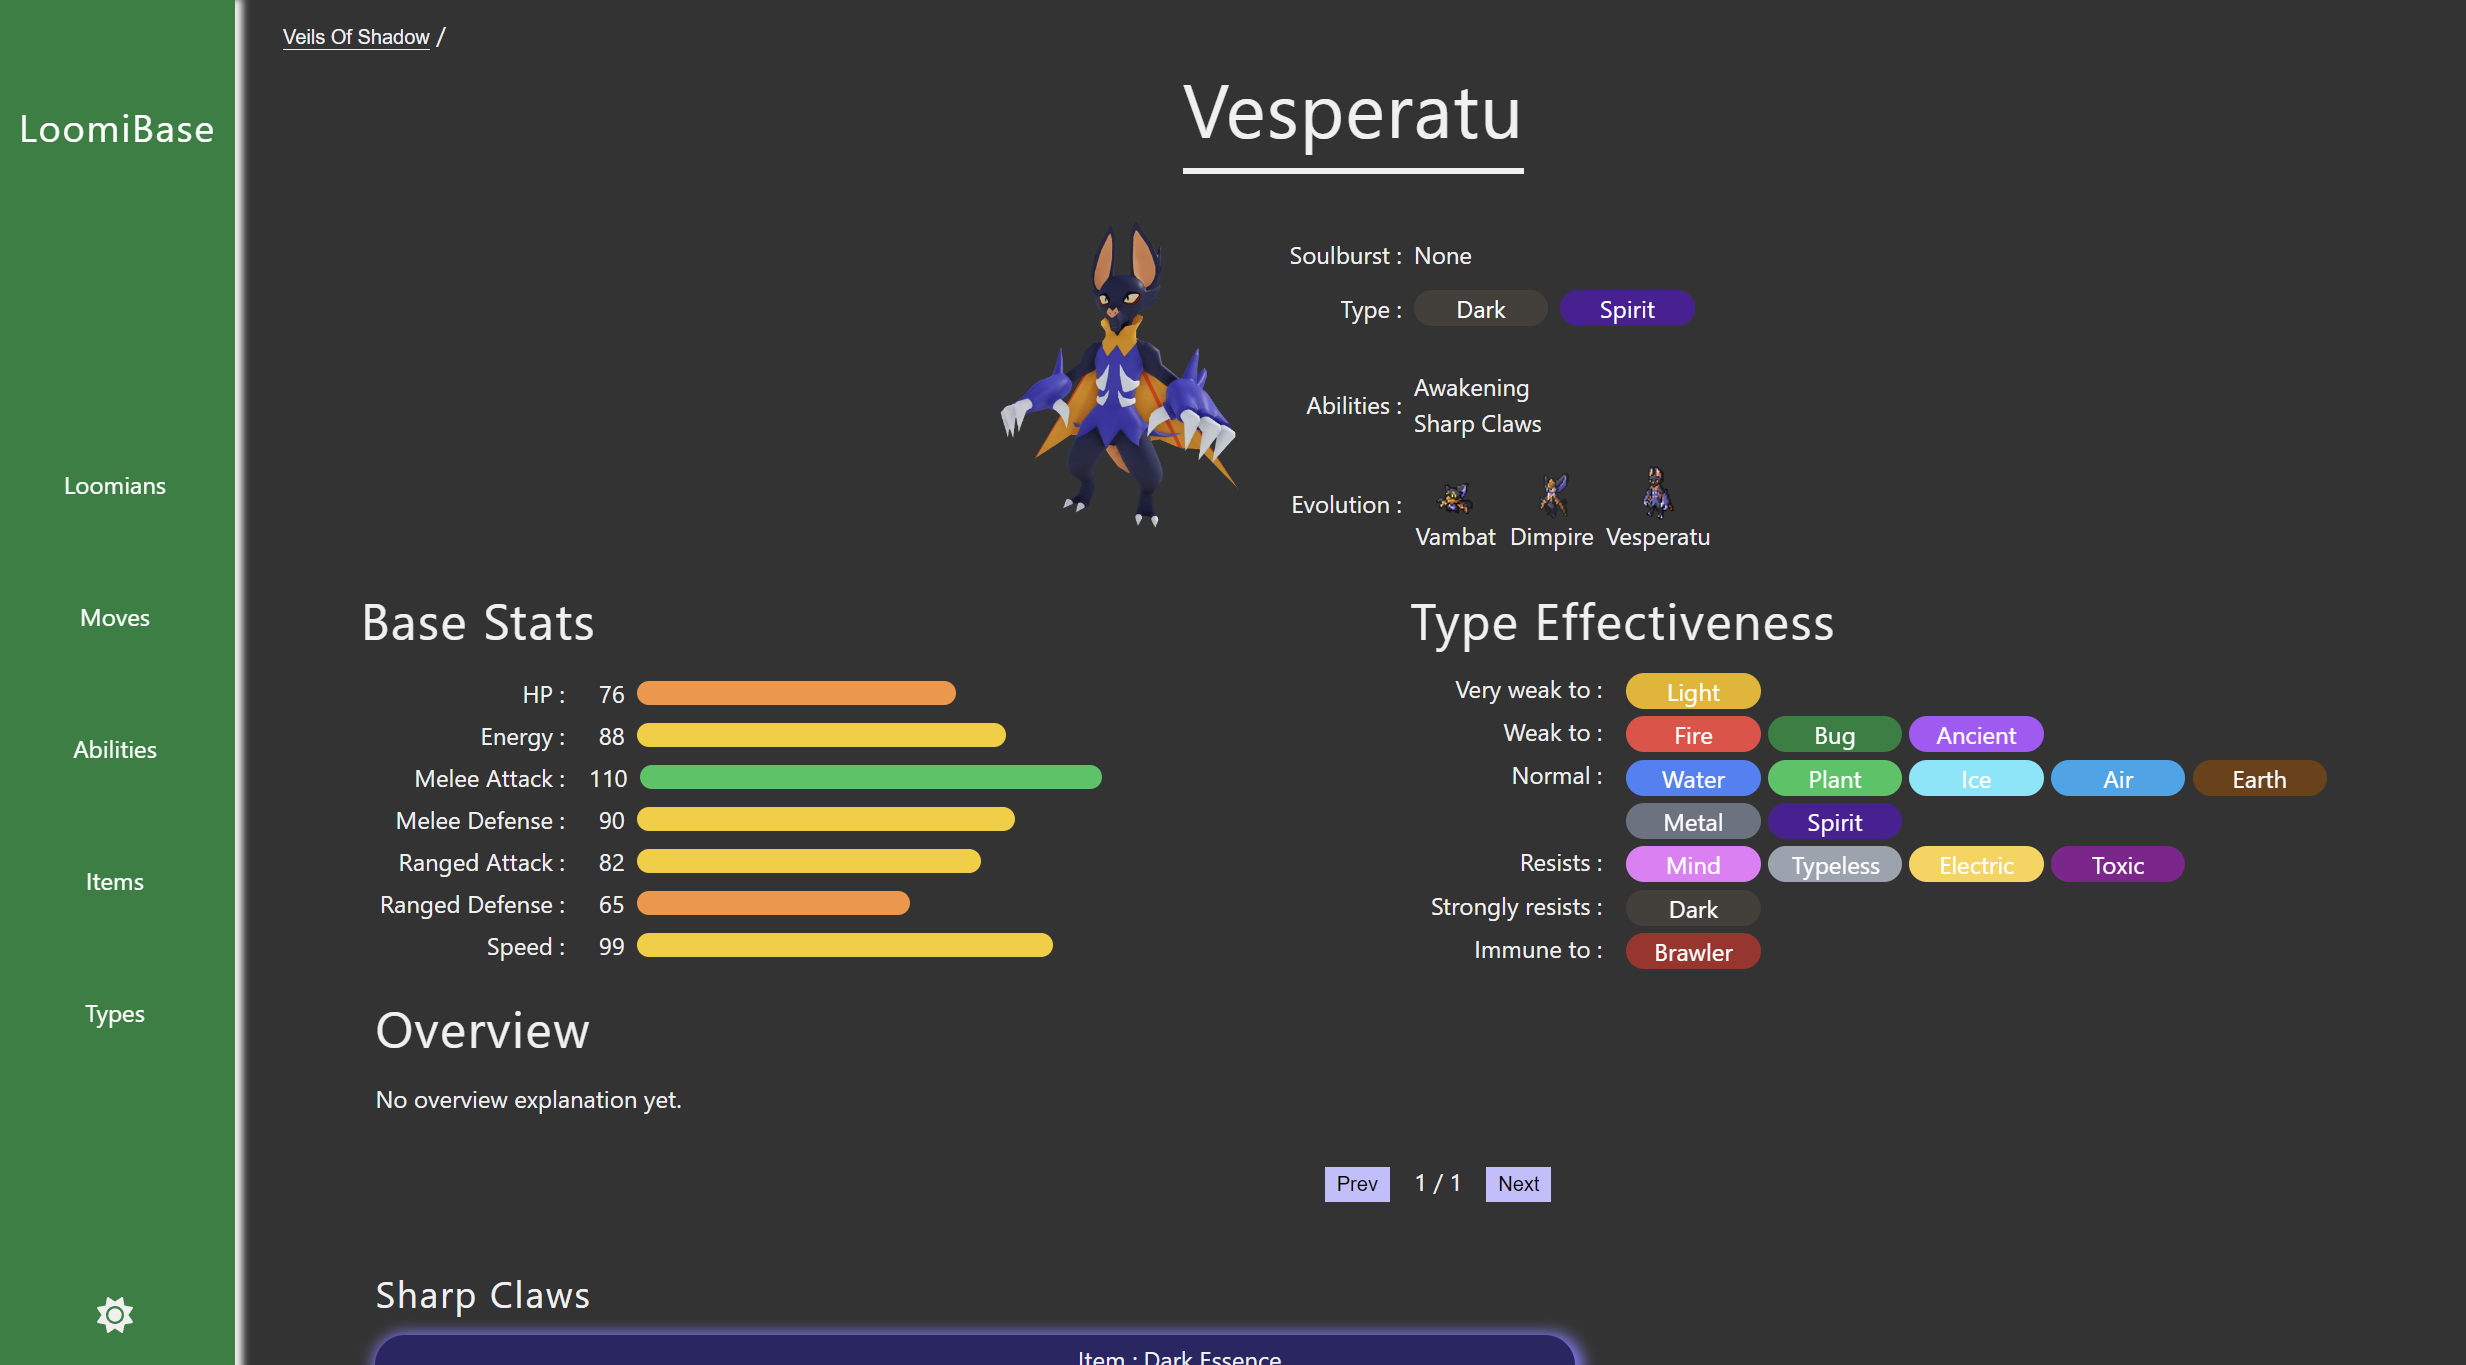 Veils Of Shadow /
LoomiBase
Loomians
Moves
Abilities
Items
Types
Vesperatu
Soulburst : None
Type : Dark Spirit
Abilities : Awakening
Sharp Claws
Evolution :
Vambat Dimpire Vesperatu
Base Stats
HP : 76
Energy : 88
Melee Attack : 110
Melee Defense : 90
Ranged Attack : 82
Ranged Defense : 65
Speed : 99
Type Effectiveness
Very weak to : Light
Weak to : Fire Bug Ancient
Normal : Water Plant Ice Air Earth
Metal Spirit
Resists : Mind Typeless Electric Toxic
Strongly resists : Dark
Immune to : Brawler
Overview
No overview explanation yet.
Prev 1 / 1 Next
Sharp Claws
Item : Dark Essence